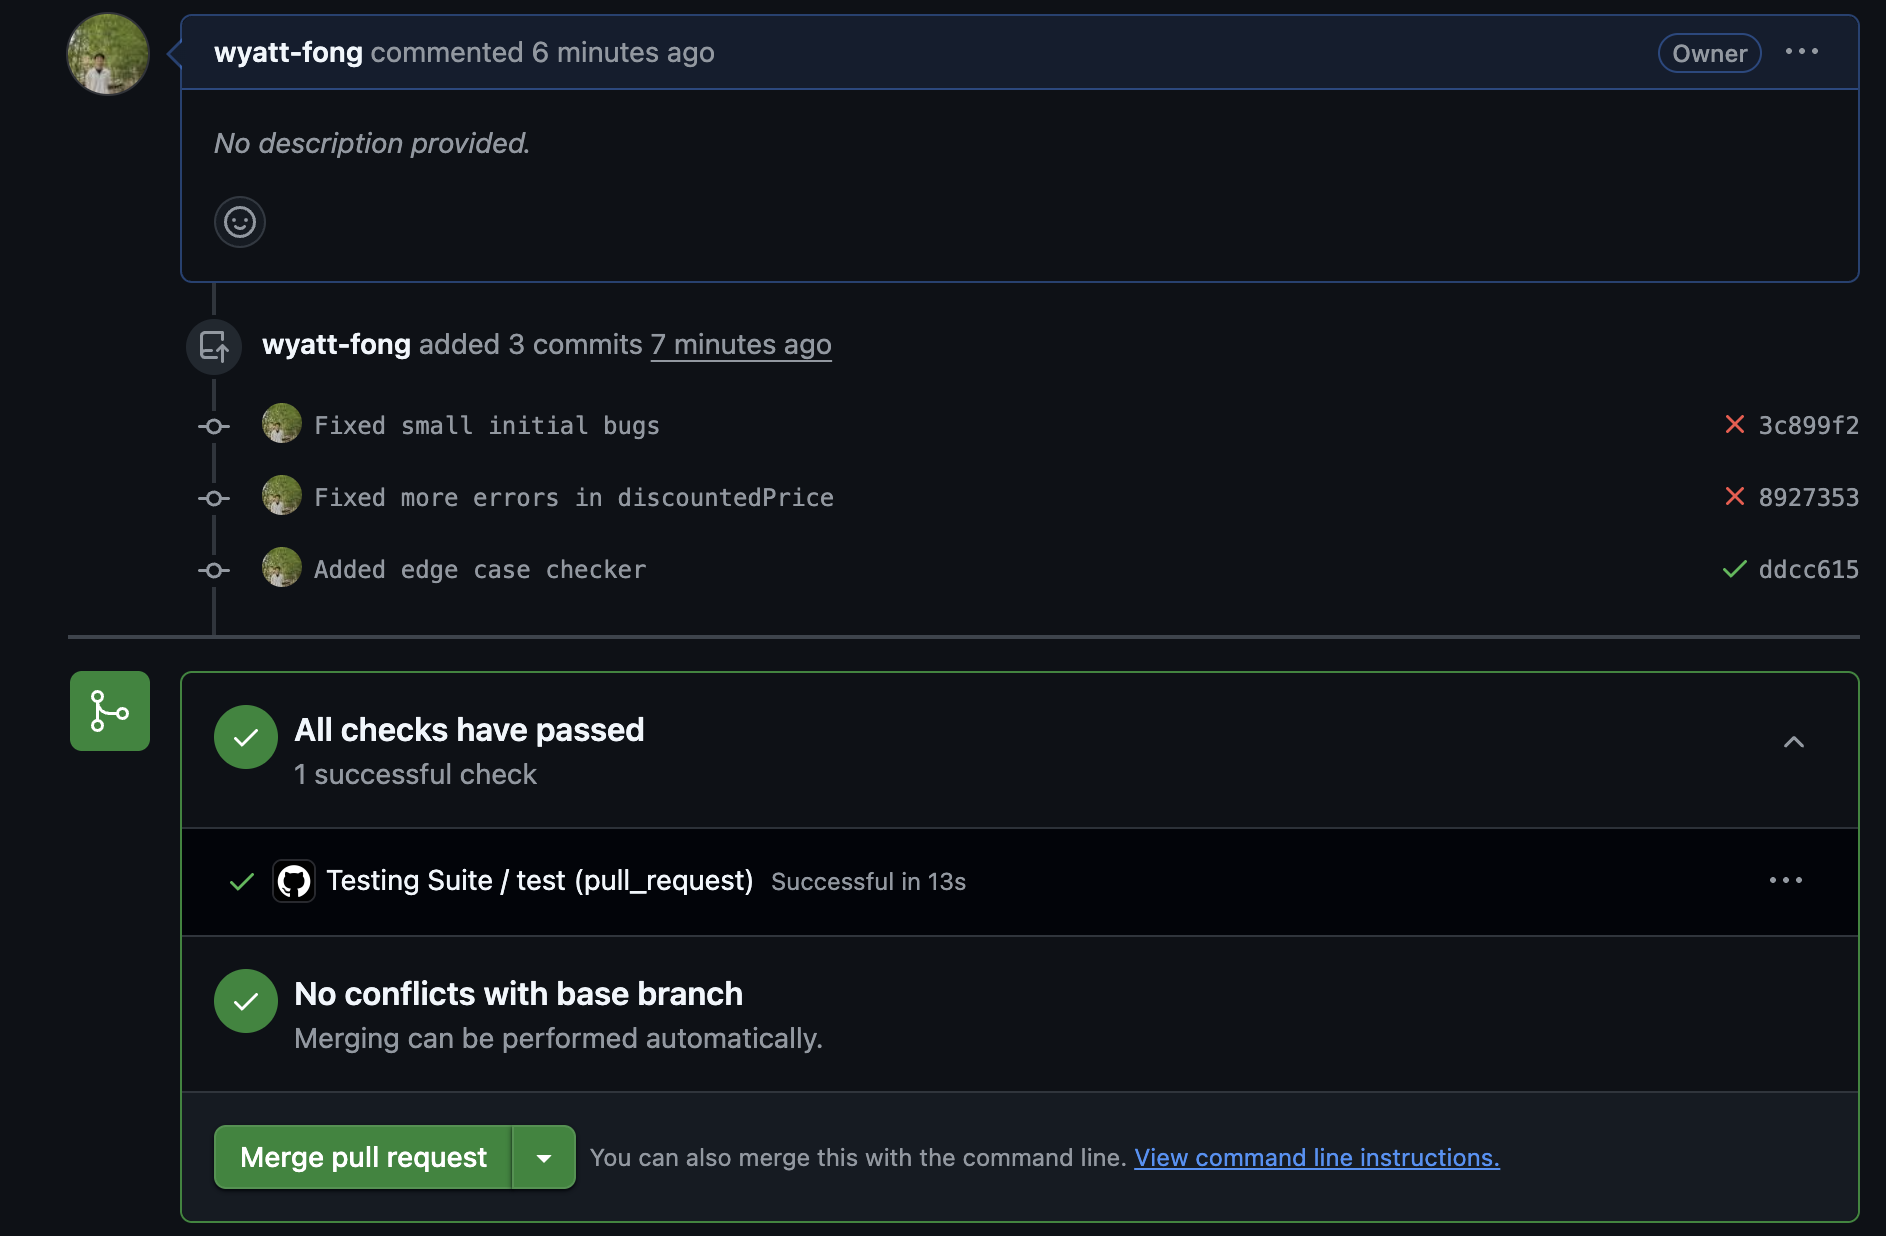 wyatt-fong commented 6 minutes ago
Owner
No description provided.
wyatt-fong added 3 commits 7 minutes ago
Fixed small initial bugs
3c899f2
Fixed more errors in discountedPrice
8927353
Added edge case checker
ddcc615
All checks have passed
1 successful check
Testing Suite / test (pull_request) Successful in 13s
No conflicts with base branch
Merging can be performed automatically.
Merge pull request
You can also merge this with the command line. View command line instructions.